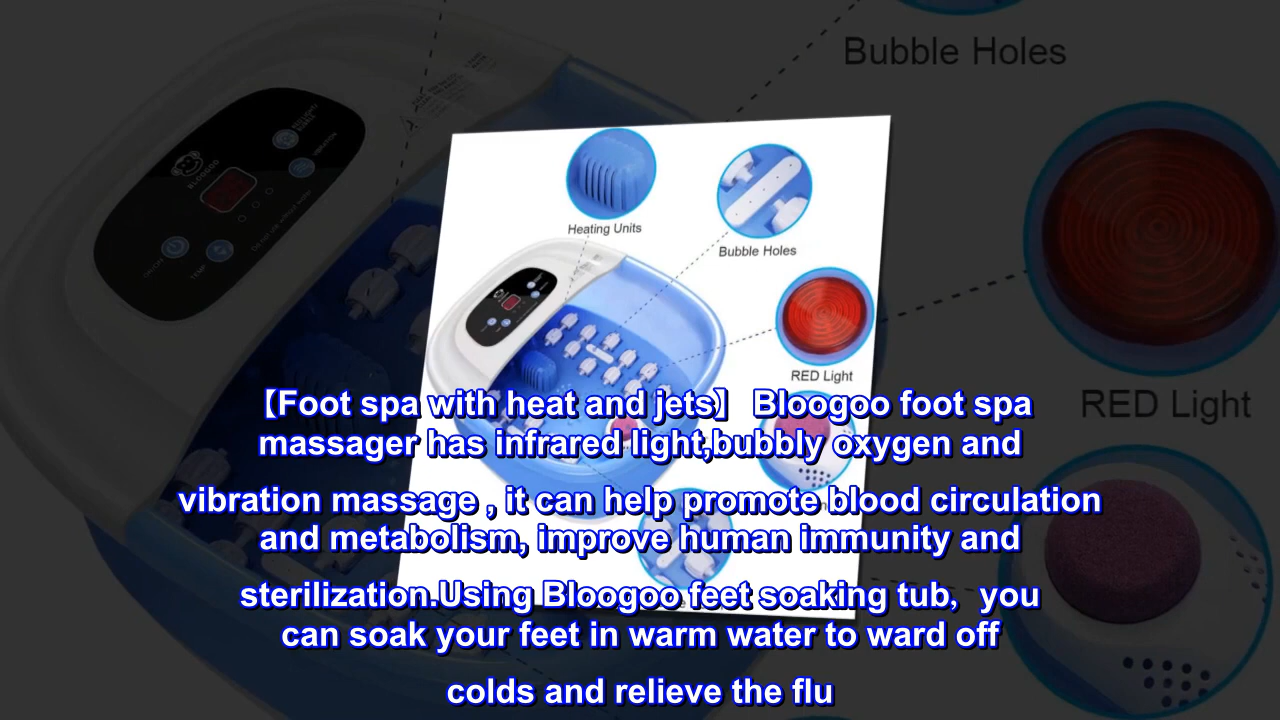 Bubble Holes
BLOOGOO
Heating Units
Bubble Holes
RED Light
RED Light
【Foot spa with heat and jets】 Bloogoo foot spa
massager has infrared light,bubbly oxygen and
vibration massage , it can help promote blood circulation
and metabolism, improve human immunity and
sterilization.Using Bloogoo feet soaking tub, you
can soak your feet in warm water to ward off
colds and relieve the flu